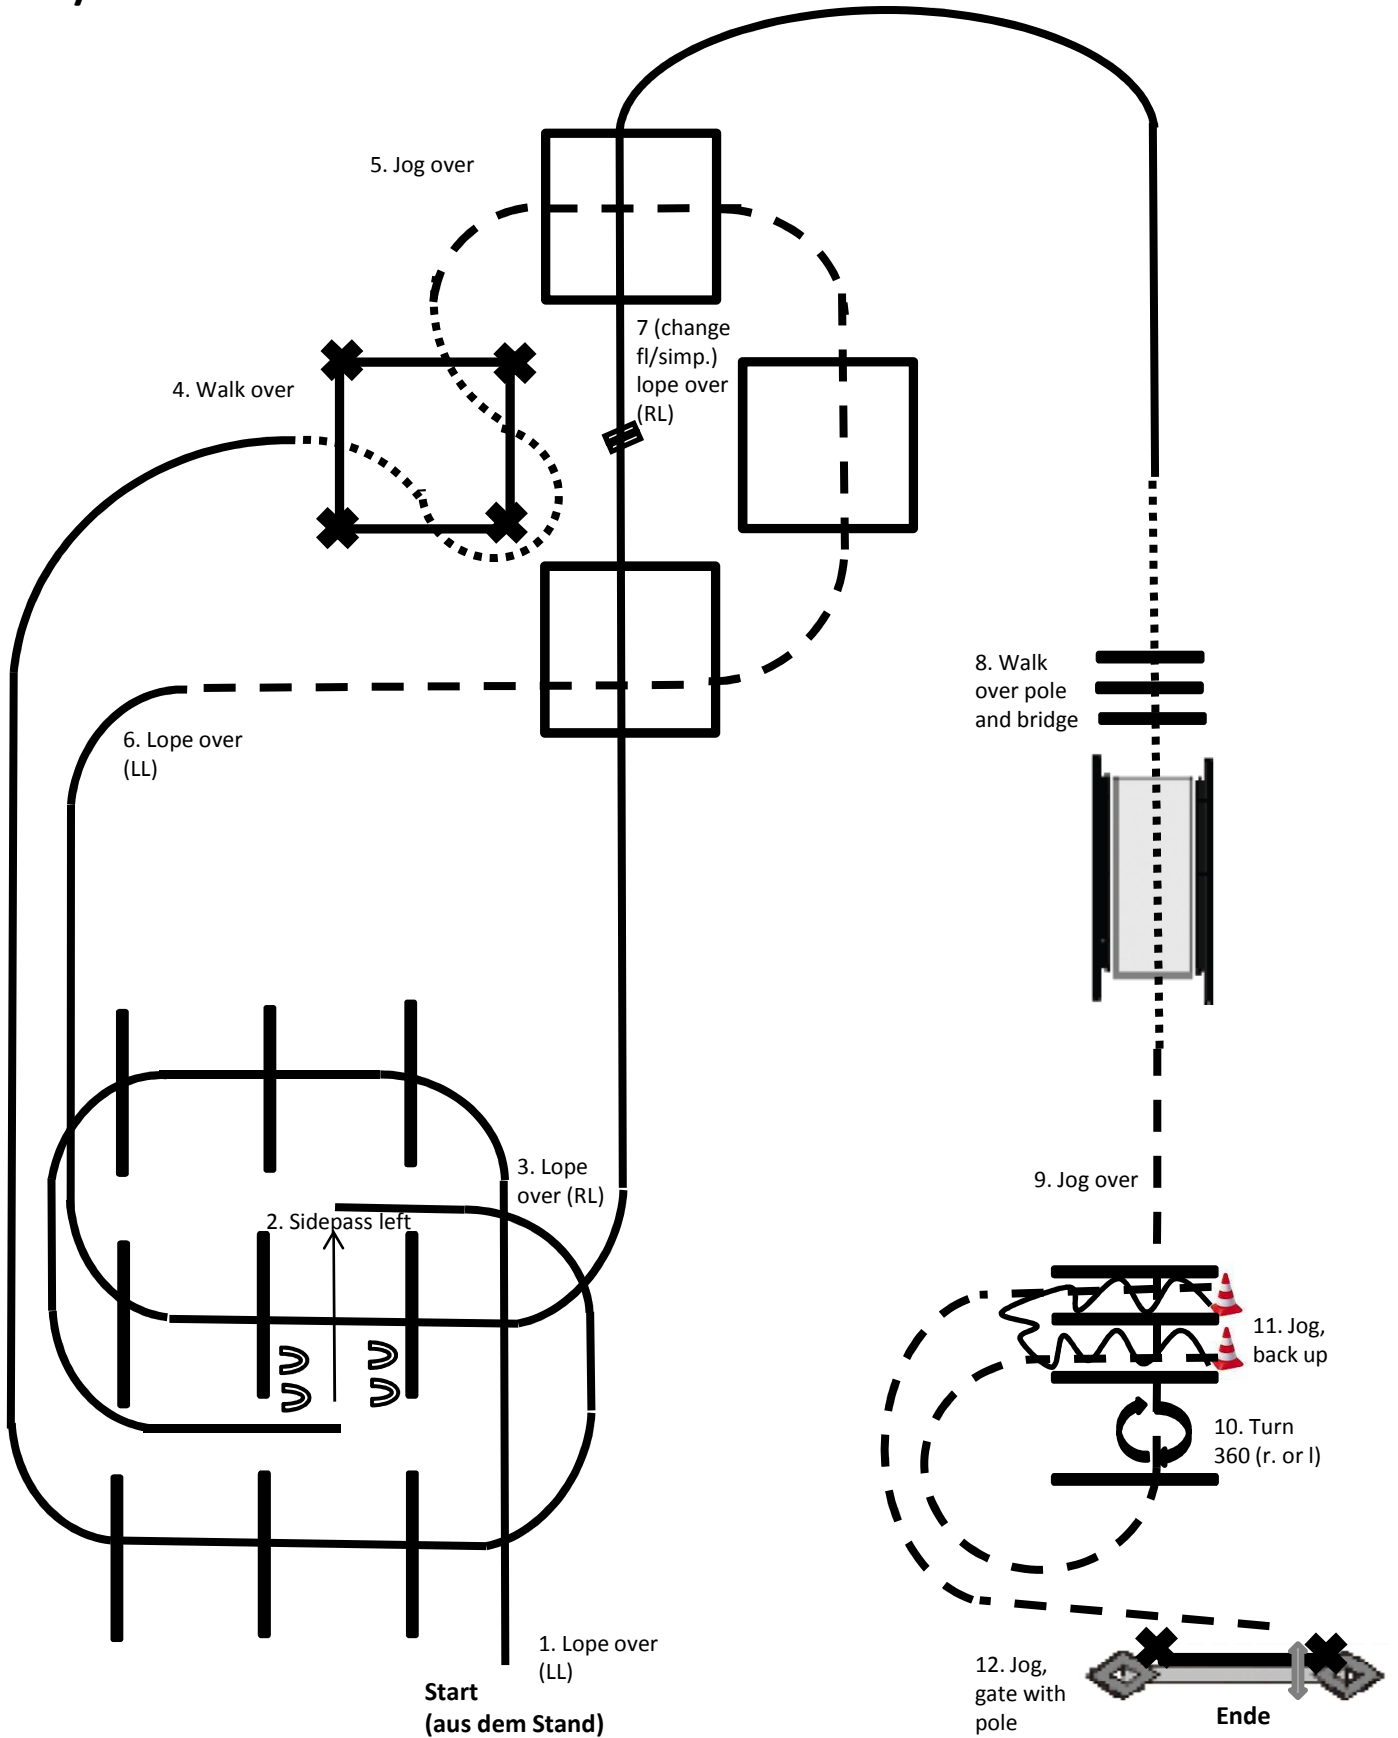 5. Jog over
7 (change
fl/simp.)
lope over
(RL)
4. Walk over
8. Walk
over pole
and bridge
6. Lope over
(LL)
3. Lope
over (RL)
2. Sidepass left
9. Jog over
11. Jog,
back up
10. Turn
360 (r. or l)
1. Lope over
(LL)
Start
(aus dem Stand)
12. Jog,
gate with
pole
Ende